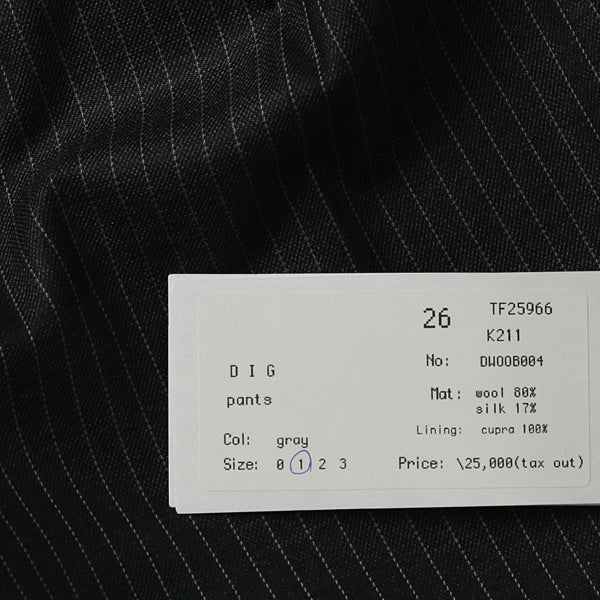 26 TF25966
K211
No: DWOOB004
D I G
pants
Mat: wool 80%
silk 17%
Lining: cupra 100%
Col: gray
Size: 0 1 2 3
Price: \25,000(tax out)